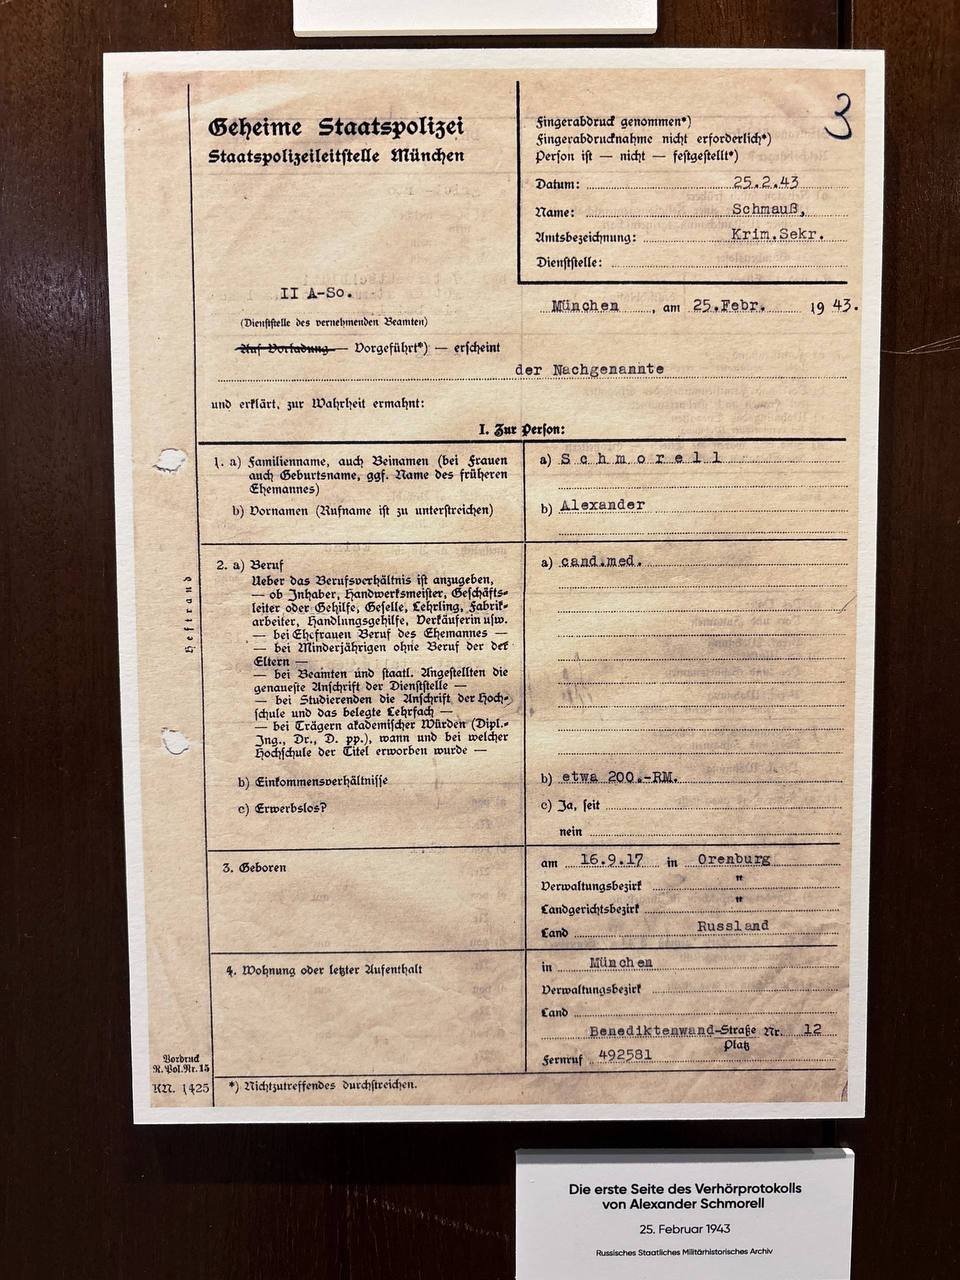 Geheime Staatspolizei
Staatspolizeileitstelle München
3
Fingerabdruck genommen*)
Fingerabdrucknahme nicht erforderlich*)
Person ist — nicht — festgestellt*)
Datum: 25.2.43
Name: Schmauß,
Amtsbezeichnung: Krim.Sekr.
Dienststelle:
II A-So.
(Dienststelle des vernehmenden Beamten)
München, am 25.Febr. 1943.
Auf Vorladung — Vorgeführt*) — erscheint
der Nachgenannte
und erklärt, zur Wahrheit ermahnt:
I. Zur Person:
1. a) Familienname, auch Beinamen (bei Frauen
auch Geburtsname, ggf. Name des früheren
Ehemannes)
a) Schmorell
b) Vornamen (Rufname ist zu unterstreichen)
b) Alexander
2. a) Beruf
a) cand.med.
Ueber das Berufsverhältnis ist anzugeben,
— ob Inhaber, Handwerksmeister, Geschäfts-
leiter oder Gehilfe, Geselle, Lehrling, Fabrik-
arbeiter, Handlungsgehilfe, Verkäuferin usw.
— bei Ehefrauen Beruf des Ehemannes —
— bei Minderjährigen ohne Beruf der der
Eltern —
— bei Beamten und staatl. Angestellten die
genaueste Anschrift der Dienststelle —
— bei Studierenden die Anschrift der Hoch-
schule und das belegte Lehrfach —
— bei Trägern akademischer Würden (Dipl.-
Ing., Dr., D. pp.), wann und bei welcher
Hochschule der Titel erworben wurde —
b) Einkommensverhältnisse
b) etwa 200.-RM.
c) Erwerbslos?
c) Ja, seit
nein
3. Geboren
am 16.9.17 in Orenburg
Verwaltungsbezirk "
Landgerichtsbezirk "
Land Russland
4. Wohnung oder letzter Aufenthalt
in München
Verwaltungsbezirk
Land
Benediktenwand-Straße Nr. 12
Platz
Fernruf 492581
*) Nichtzutreffendes durchstreichen.
Heftrand
Vordruck
R.Pol.Nr.15
KN. 1425
Die erste Seite des Verhörprotokolls
von Alexander Schmorell
25. Februar 1943
Russisches Staatliches Militärhistorisches Archiv